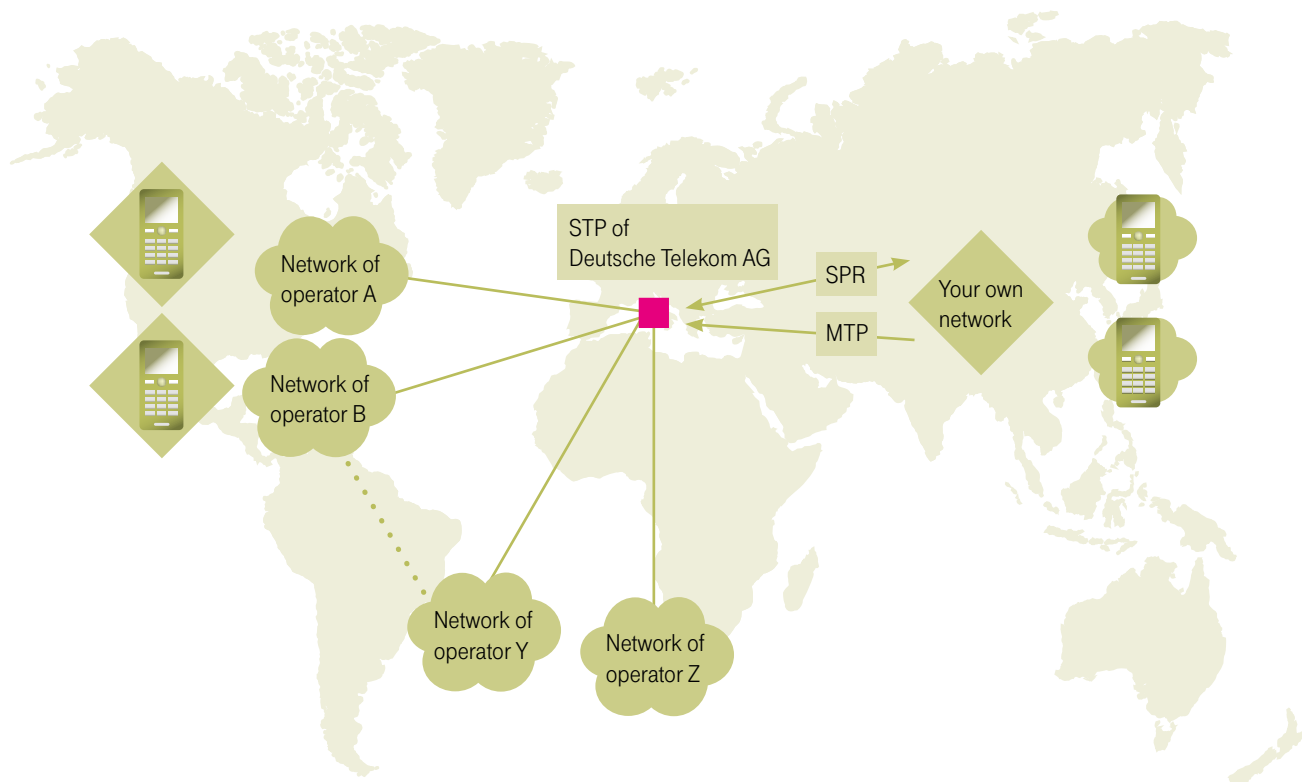 STP of
Deutsche Telekom AG
Network of
operator A
SPR
Your own
network
MTP
Network of
operator B
Network of
operator Y
Network of
operator Z